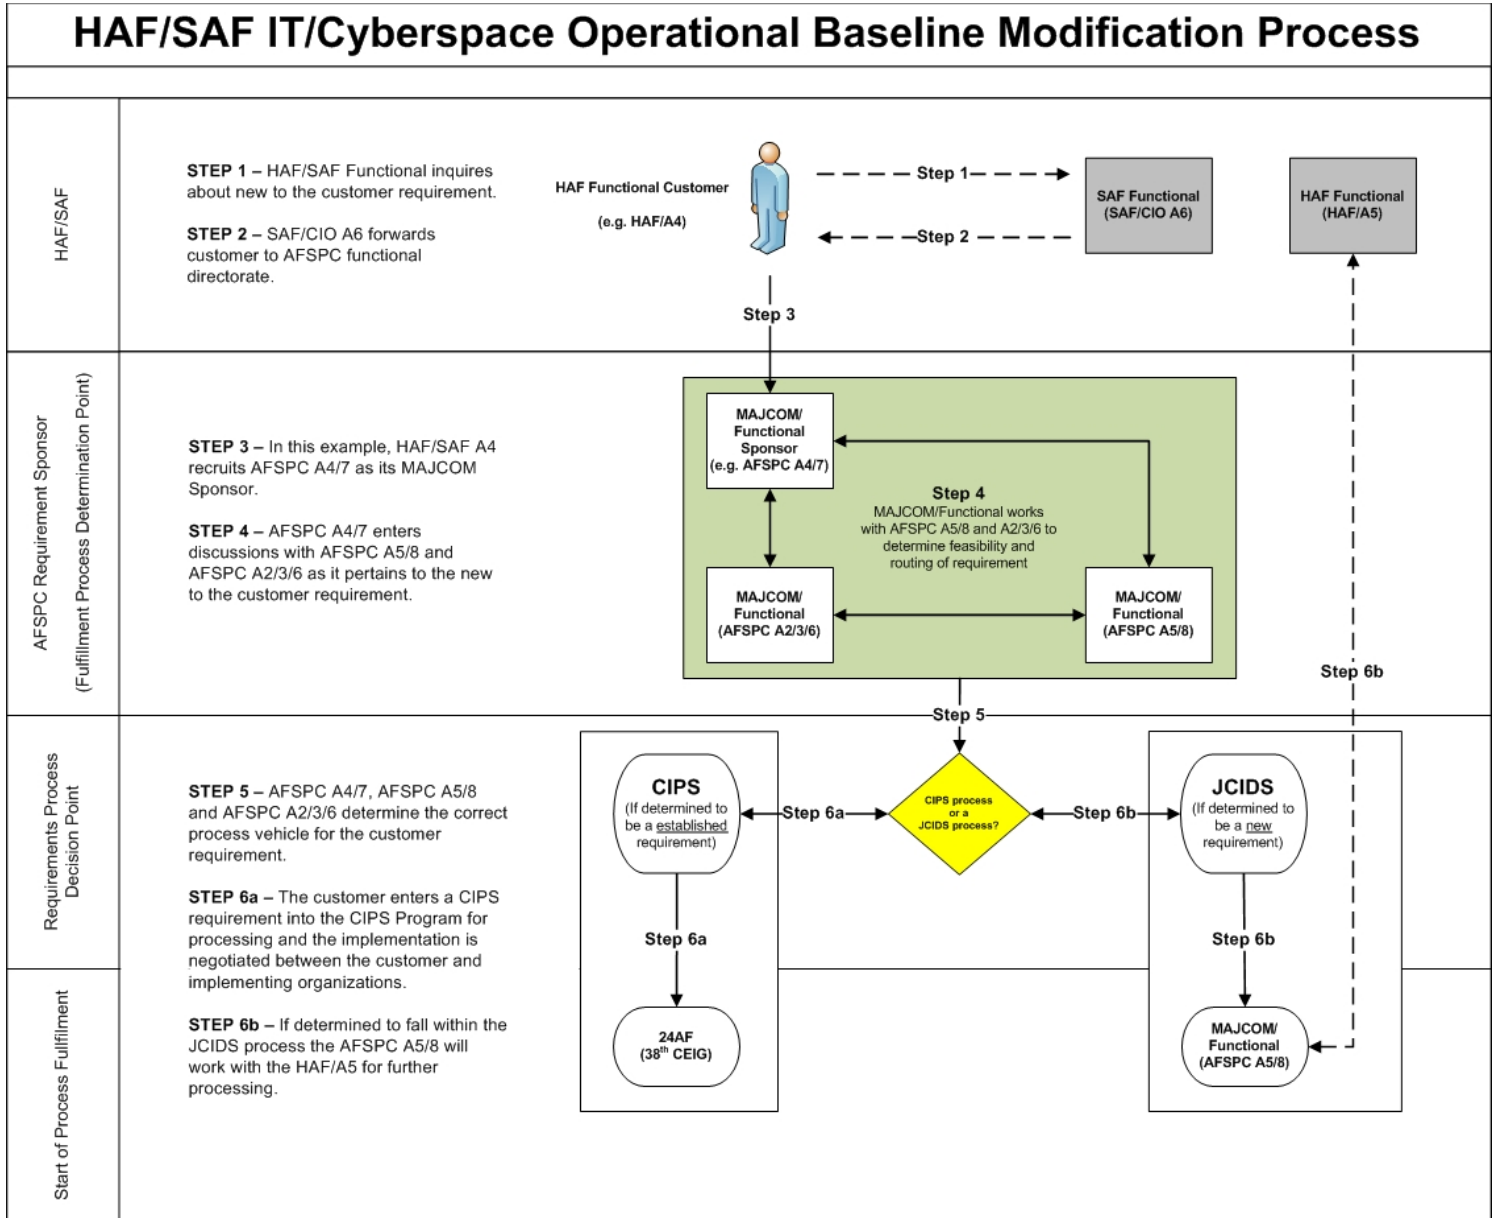 HAF/SAF IT/Cyberspace Operational Baseline Modification Process
HAF/SAF
STEP 1 – HAF/SAF Functional inquires
about new to the customer requirement.
STEP 2 – SAF/CIO A6 forwards
customer to AFSPC functional
directorate.
HAF Functional Customer
(e.g. HAF/A4)
Step 1
Step 2
SAF Functional
(SAF/CIO A6)
HAF Functional
(HAF/A5)
Step 3
AFSPC Requirement Sponsor
(Fulfillment Process Determination Point)
STEP 3 – In this example, HAF/SAF A4
recruits AFSPC A4/7 as its MAJCOM
Sponsor.
STEP 4 – AFSPC A4/7 enters
discussions with AFSPC A5/8 and
AFSPC A2/3/6 as it pertains to the new
to the customer requirement.
MAJCOM/
Functional
Sponsor
(e.g. AFSPC A4/7)
Step 4
MAJCOM/Functional works
with AFSPC A5/8 and A2/3/6 to
determine feasibility and
routing of requirement
MAJCOM/
Functional
(AFSPC A2/3/6)
MAJCOM/
Functional
(AFSPC A5/8)
Step 6b
Step 5
Requirements Process
Decision Point
STEP 5 – AFSPC A4/7, AFSPC A5/8
and AFSPC A2/3/6 determine the correct
process vehicle for the customer
requirement.
STEP 6a – The customer enters a CIPS
requirement into the CIPS Program for
processing and the implementation is
negotiated between the customer and
implementing organizations.
STEP 6b – If determined to fall within the
JCIDS process the AFSPC A5/8 will
work with the HAF/A5 for further
processing.
CIPS
(If determined to
be a established
requirement)
Step 6a
CIPS process
or a
JCIDS process?
Step 6b
JCIDS
(If determined to
be a new
requirement)
Step 6a
Step 6b
Start of Process Fullfilment
24AF
(38th CEIG)
MAJCOM/
Functional
(AFSPC A5/8)